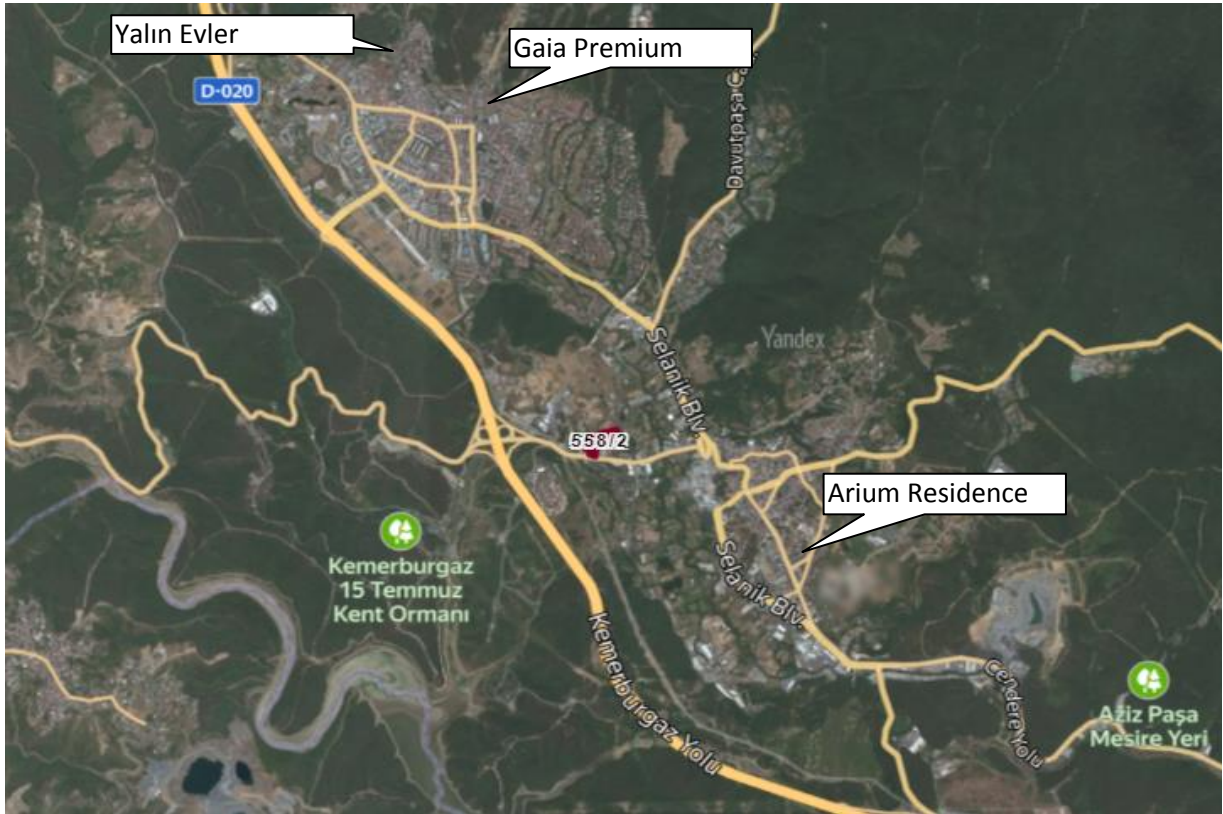 Yalın Evler
Gaia Premium
D-020
Davutpaşa Ca
Selanik Blv.
Yandex
558/2
Arium Residence
Kemerburgaz
15 Temmuz
Kent Ormanı
Selanik Blv.
Kemerburgaz Yolu
Cendere Yolu
Aziz Paşa
Mesire Yeri